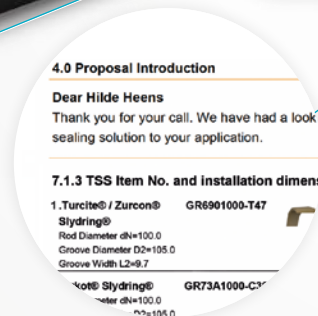 4.0 Proposal Introduction
Dear Hilde Heens
Thank you for your call. We have had a look
sealing solution to your application.
7.1.3 TSS Item No. and installation dimens
1.Turcite® / Zurcon® GR6901000-T47
Slydring®
Rod Diameter dN=100.0
Groove Diameter D2=105.0
Groove Width L2=9.7
Slydring® GR73A1000-C3
dN=100.0
D2=105.0